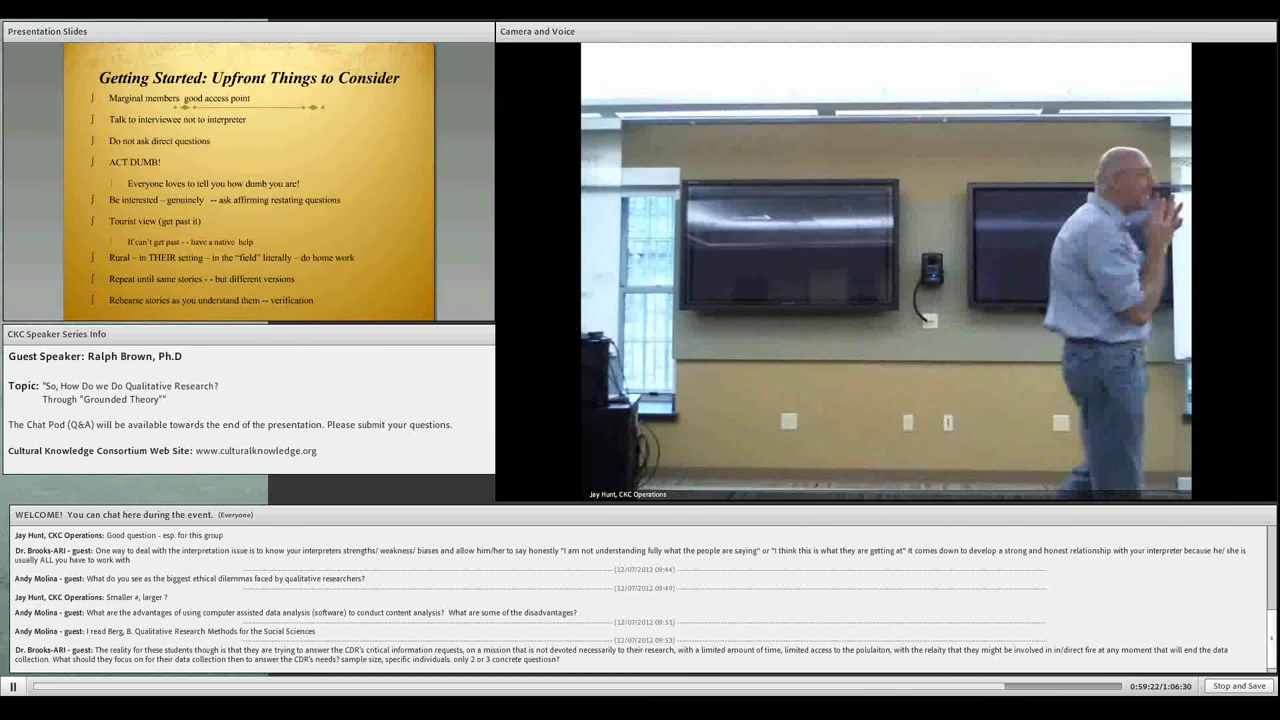 Presentation Slides
Camera and Voice
Getting Started: Upfront Things to Consider
Marginal members good access point
Talk to interviewee not to interpreter
Do not ask direct questions
ACT DUMB!
Everyone loves to tell you how dumb you are!
Be interested – genuinely -- ask affirming restating questions
Tourist view (get past it)
If can't get past - - have a native help
Rural – in THEIR setting – in the "field" literally – do home work
Repeat until same stories - - but different versions
Rehearse stories as you understand them -- verification
CKC Speaker Series Info
Guest Speaker: Ralph Brown, Ph.D
Topic: "So, How Do we Do Qualitative Research?
Through "Grounded Theory""
The Chat Pod (Q&A) will be available towards the end of the presentation. Please submit your questions.
Cultural Knowledge Consortium Web Site: www.culturalknowledge.org
Jay Hunt, CKC Operations
WELCOME! You can chat here during the event. (Everyone)
Jay Hunt, CKC Operations: Good question - esp. for this group
Dr. Brooks-ARI - guest: One way to deal with the interpretation issue is to know your interpreters strengths/ weakness/ biases and allow him/her to say honestly "I am not understanding fully what the people are saying" or "I think this is what they are getting at" it comes down to develop a strong and honest relationship with your interpreter because he/ she is
usually ALL you have to work with
(12/07/2012 09:44)
Andy Molina - guest: What do you see as the biggest ethical dilemmas faced by qualitative researchers?
(12/07/2012 09:49)
Jay Hunt, CKC Operations: Smaller #, larger ?
Andy Molina - guest: What are the advantages of using computer assisted data analysis (software) to conduct content analysis? What are some of the disadvantages?
(12/07/2012 09:51)
Andy Molina - guest: I read Berg, B. Qualitative Research Methods for the Social Sciences
(12/07/2012 09:53)
Dr. Brooks-ARI - guest: The reality for these students though is that they are trying to answer the CDR's critical information requests, on a mission that is not devoted necessarily to their research, with a limited amount of time, limited access to the polulaiton, with the relaity that they might be involved in in/direct fire at any moment that will end the data
collection. What should they focus on for their data collection then to answer the CDR's needs? sample size, specific individuals. only 2 or 3 concrete questiosn?
0:59:22/1:06:30
Stop and Save